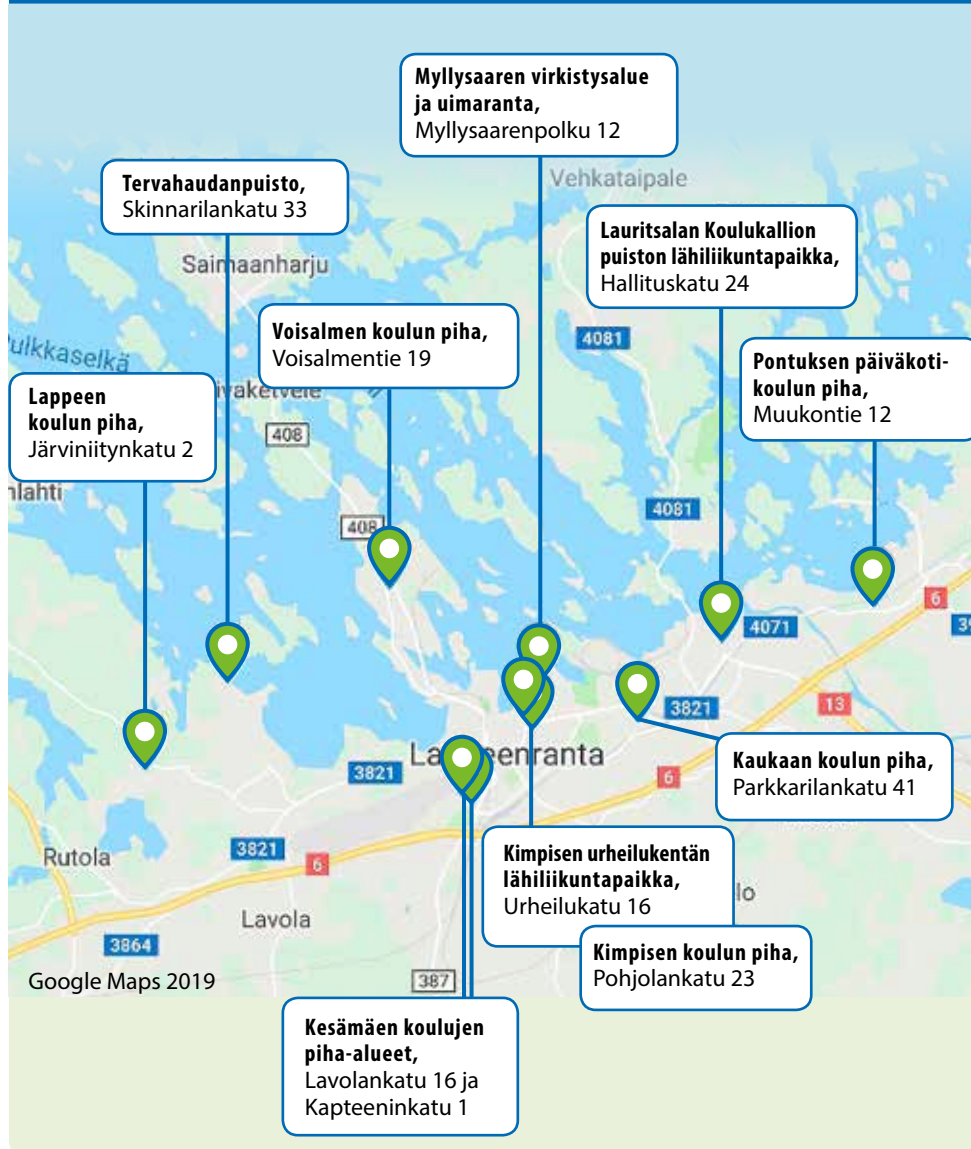 Myllysaaren virkistysalue
ja uimaranta,
Myllysaarenpolku 12
Vehkataipale
Tervahaudanpuisto,
Skinnarilankatu 33
Lauritsalan Koulukallion
puiston lähiliikuntapaikka,
Hallituskatu 24
Saimaanharju
Voisalmen koulun piha,
Voisalmentie 19
4081
Pontuksen päiväkoti-
koulun piha,
Muukontie 12
Lappeen
koulun piha,
Järviniitynkatu 2
408
408
4081
6
4071
3821
13
Kaukaan koulun piha,
Parkkarilankatu 41
3821
6
Rutola
3821
6
Kimpisen urheilukentän
lähiliikuntapaikka,
Urheilukatu 16
Lavola
3864
Kimpisen koulun piha,
Pohjolankatu 23
Google Maps 2019
387
Kesämäen koulujen
piha-alueet,
Lavolankatu 16 ja
Kapteeninkatu 1